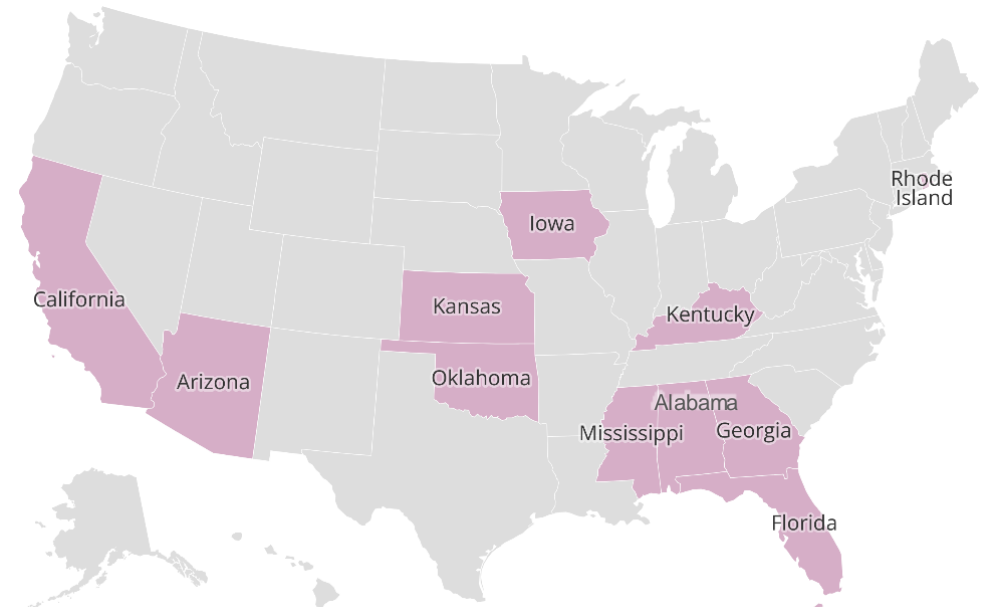 Rhode
Island
Iowa
California
Kansas
Kentucky
Arizona
Oklahoma
Alabama
Mississippi
Georgia
Florida